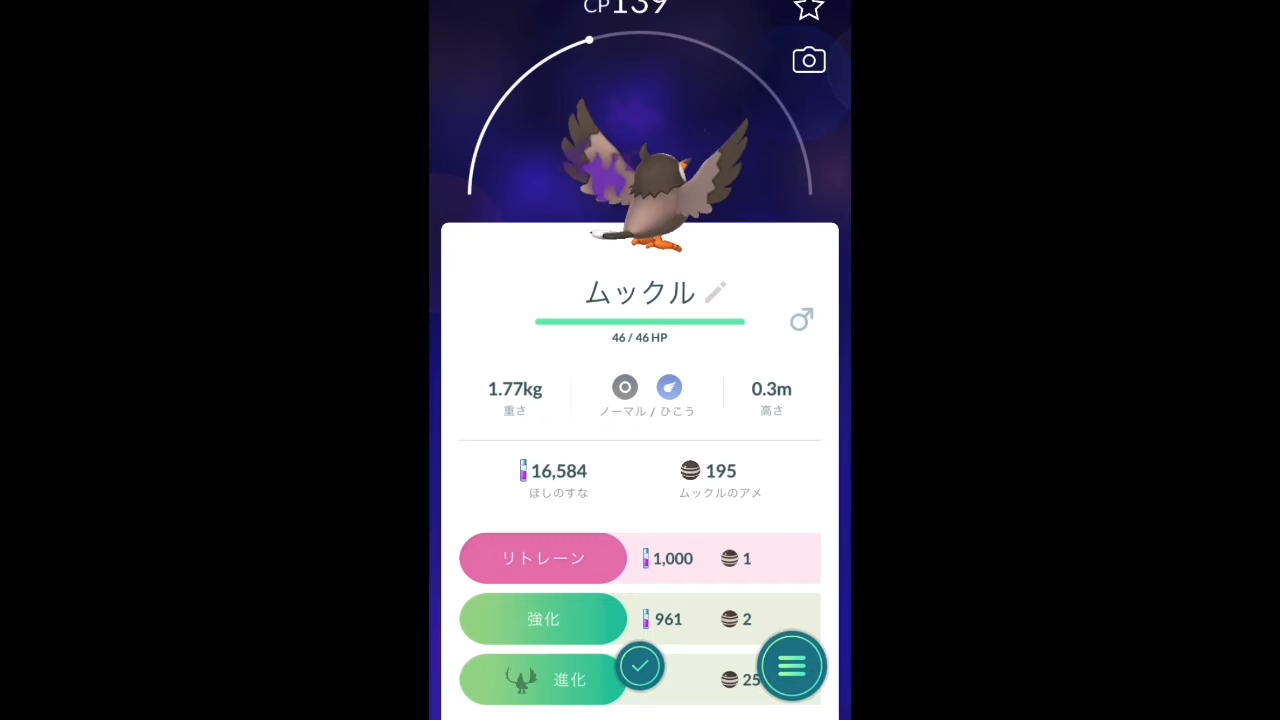 CP139
ムックル
46 / 46 HP
1.77kg
重さ
ノーマル / ひこう
0.3m
高さ
16,584
ほしのすな
195
ムックルのアメ
リトレーン 1,000 1
強化 961 2
進化 25